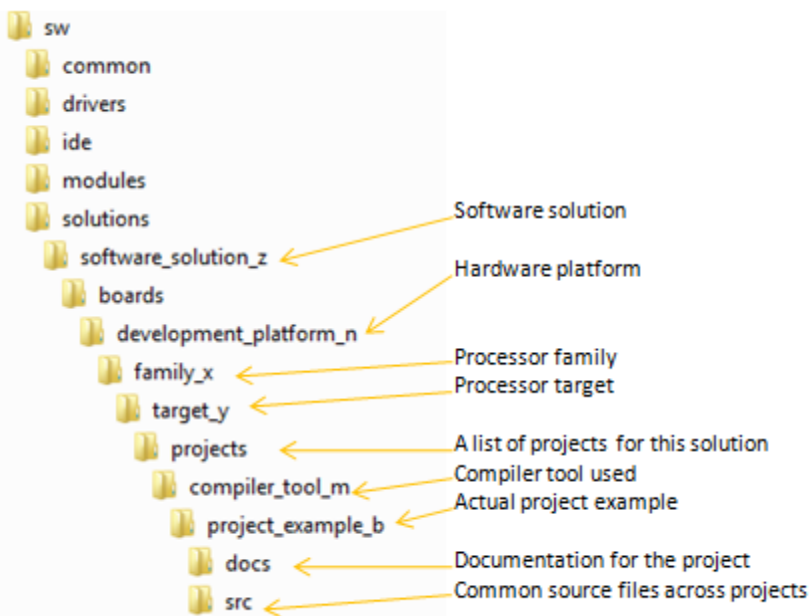 sw
common
drivers
ide
modules
solutions
Software solution
software_solution_z
Hardware platform
boards
development_platform_n
Processor family
family_x
Processor target
target_y
A list of projects for this solution
projects
Compiler tool used
compiler_tool_m
Actual project example
project_example_b
Documentation for the project
docs
Common source files across projects
src